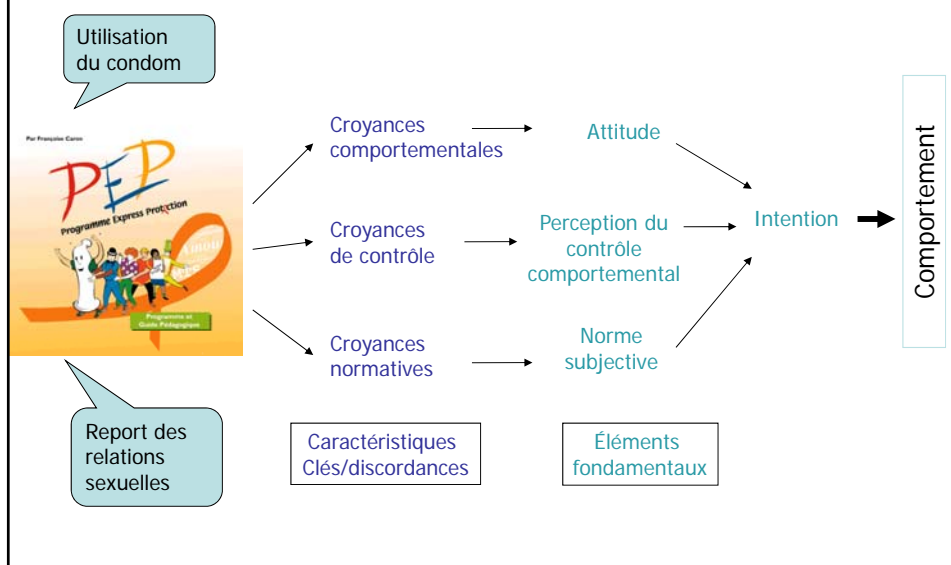 Utilisation
du condom
Par Françoise Caron
PEP
Programme Express Protection
Programme et
Guide Pédagogique
Report des
relations
sexuelles
Croyances
comportementales
Attitude
Croyances
de contrôle
Perception du
contrôle
comportemental
Intention
Comportement
Croyances
normatives
Norme
subjective
Caractéristiques
Clés/discordances
Éléments
fondamentaux